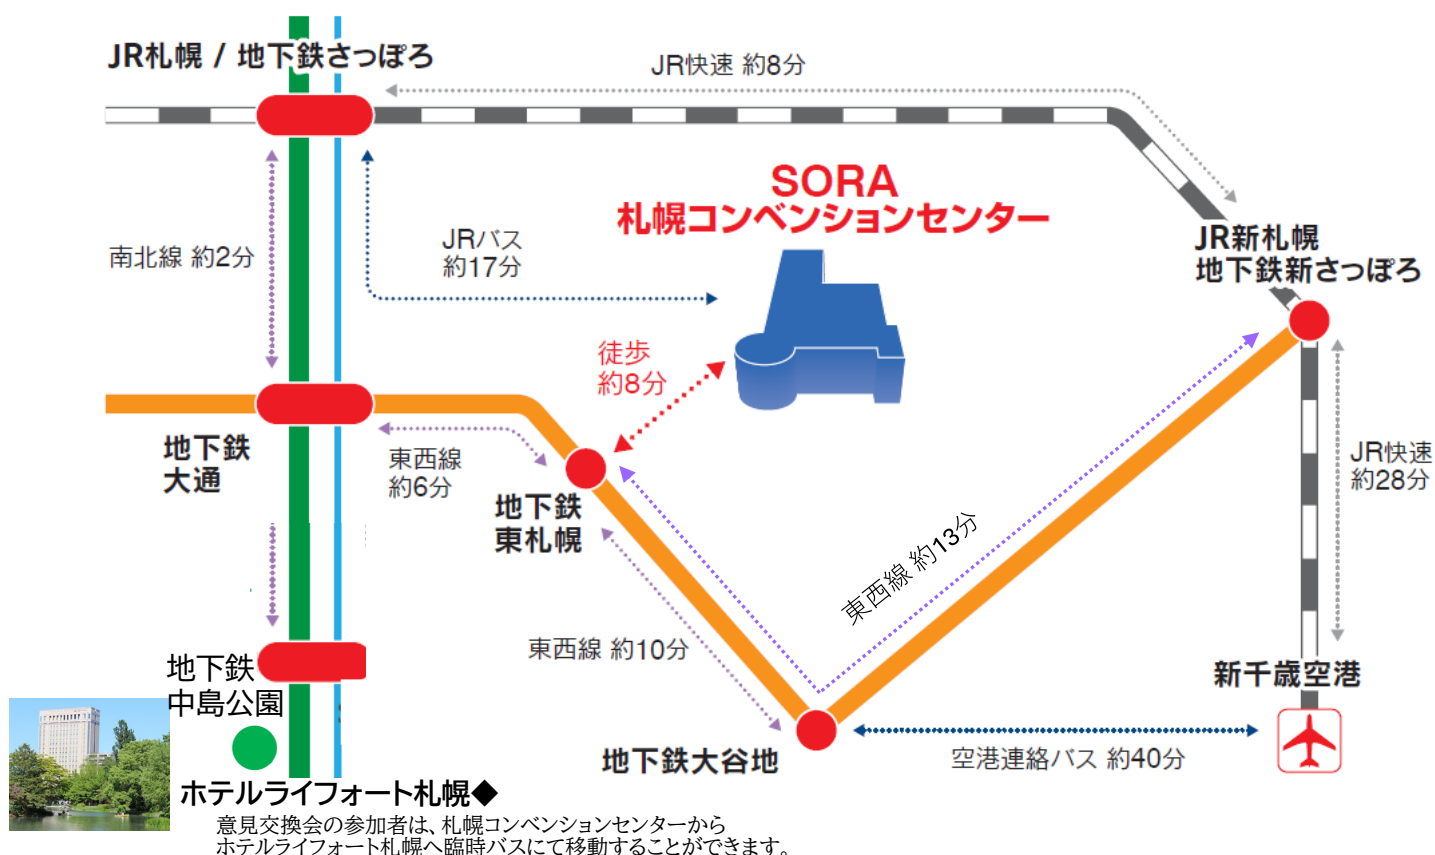 JR札幌 / 地下鉄さっぽろ
JR快速 約8分
SORA
札幌コンベンションセンター
南北線 約2分
JRバス
約17分
JR新札幌
地下鉄新さっぽろ
徒歩
約8分
地下鉄
大通
東西線
約6分
地下鉄
東札幌
JR快速
約28分
東西線 約13分
東西線 約10分
地下鉄
中島公園
新千歳空港
地下鉄大谷地
空港連絡バス 約40分
ホテルライフォート札幌◆
意見交換会の参加者は、札幌コンベンションセンターから
ホテルライフォート札幌へ臨時バスにて移動することができます。